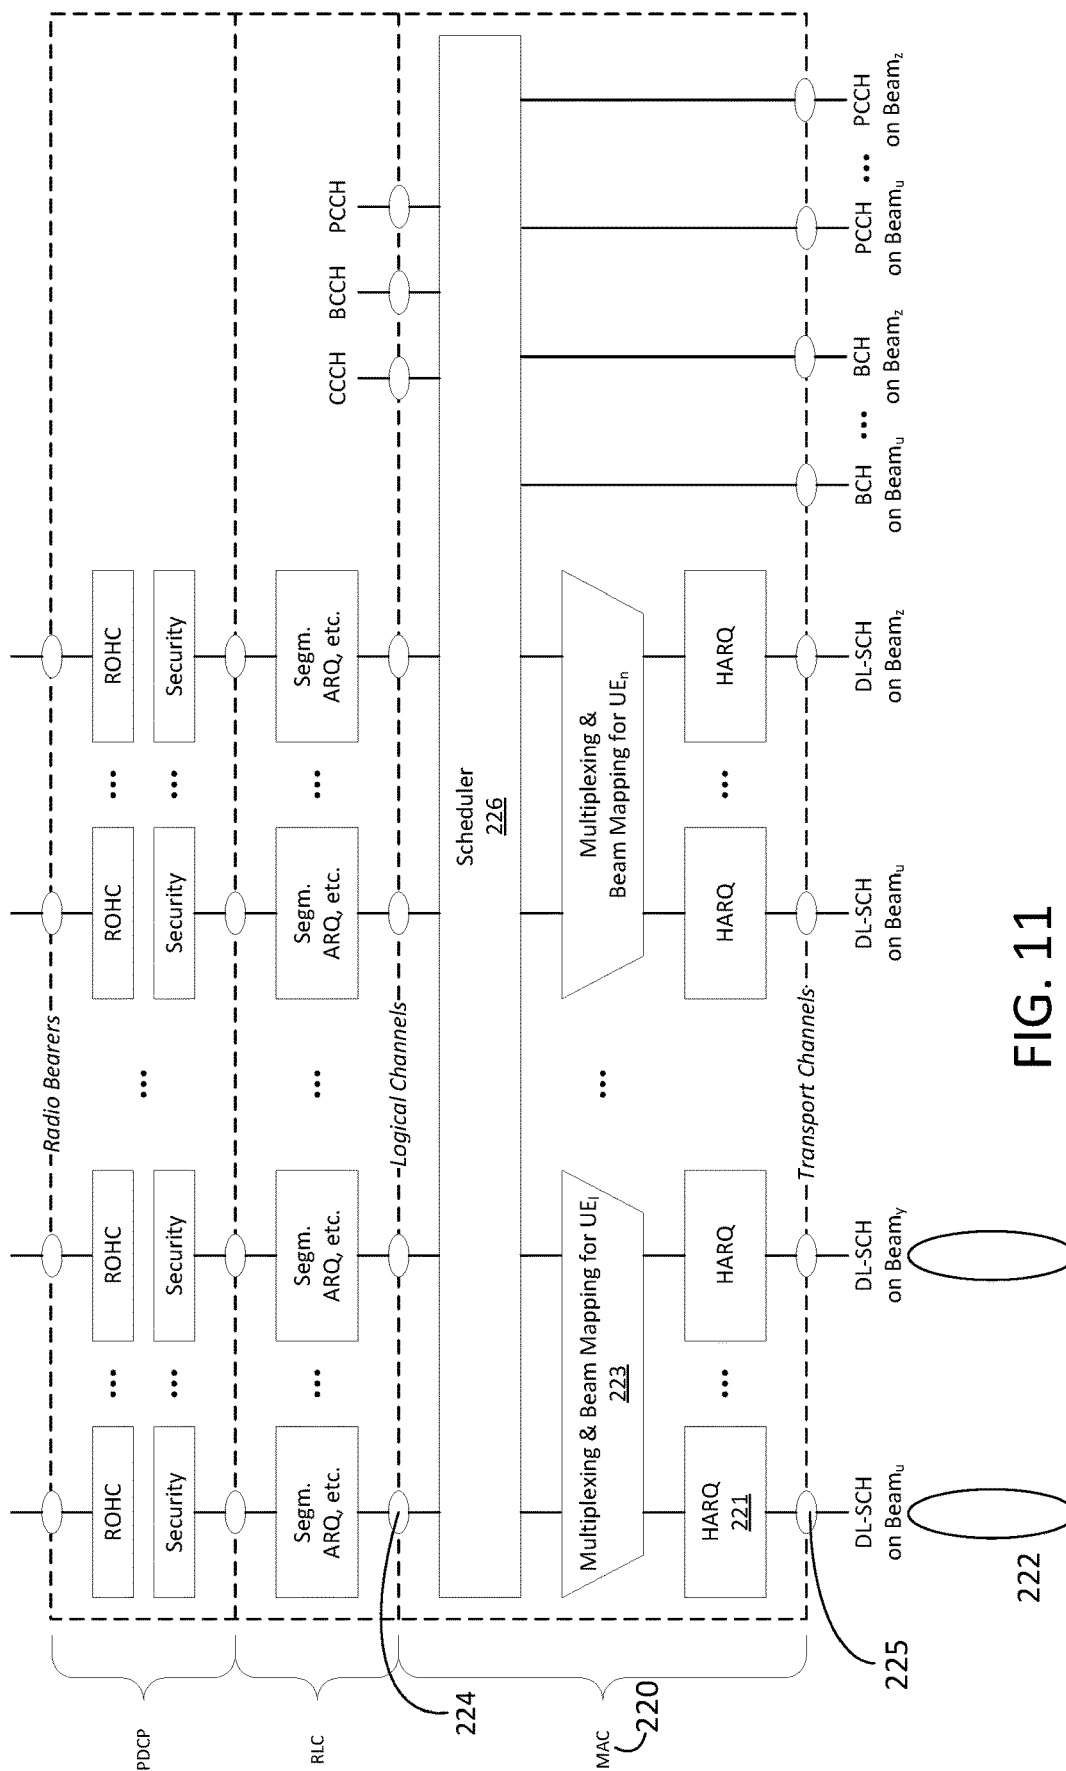 Radio Bearers
PDCP
ROHC
•••
ROHC
ROHC
•••
ROHC
•••
Security
•••
Security
Security
•••
Security
RLC
Segm.
ARQ, etc.
•••
Segm.
ARQ, etc.
•••
Segm.
ARQ, etc.
•••
Segm.
ARQ, etc.
CCCH
BCCH
PCCH
Logical Channels
224
Scheduler
226
MAC
220
Multiplexing & Beam Mapping for UEl
223
•••
Multiplexing &
Beam Mapping for UEn
HARQ
221
•••
HARQ
HARQ
•••
HARQ
Transport Channels
225
DL-SCH
on Beamu
DL-SCH
on Beamy
DL-SCH
on Beamu
DL-SCH
on Beamz
BCH
on Beamu
•••
BCH
on Beamz
PCCH
on Beamu
•••
PCCH
on Beamz
222
FIG. 11